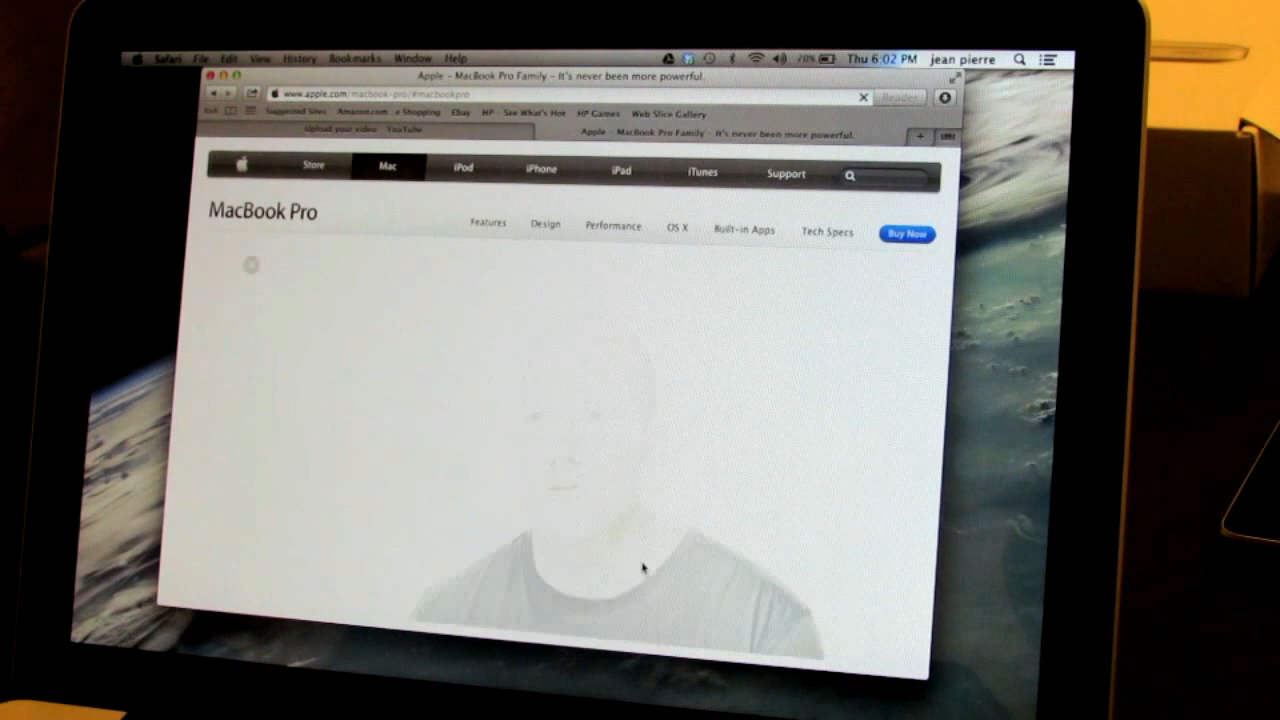 Safari File Edit View History Bookmarks Window Help 70% Thu 6:02 PM jean pierre
Apple - MacBook Pro Family - It's never been more powerful.
www.apple.com/macbook-pro/#macbookpro Reader
Suggested Sites Amazon.com e Shopping Ebay HP - See What's Hot HP Games Web Slice Gallery
Upload your video - YouTube Apple - MacBook Pro Family - It's never been more powerful. +
Store Mac iPod iPhone iPad iTunes Support
MacBook Pro
Features Design Performance OS X Built-in Apps Tech Specs Buy Now